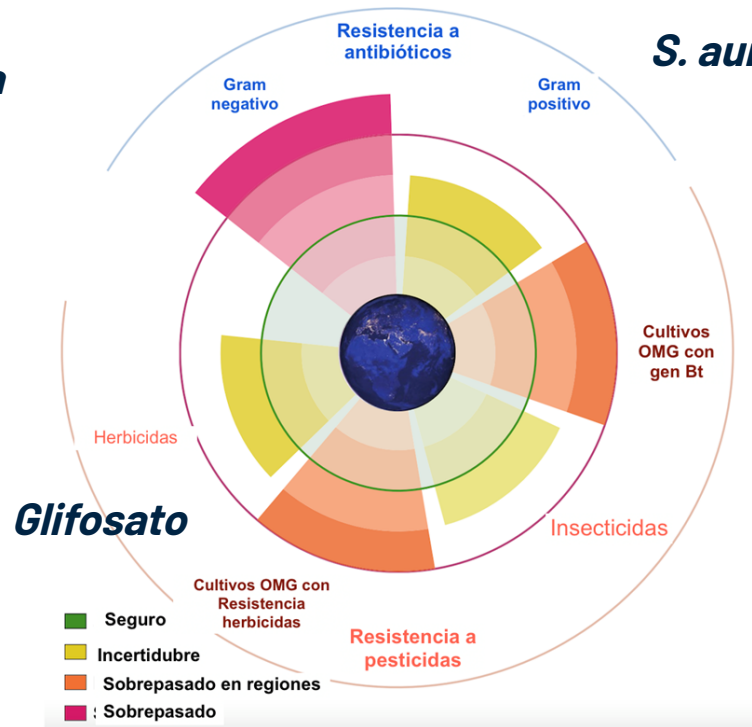 Resistencia a
antibióticos
S. au
Gram
negativo
Gram
positivo
Cultivos
OMG con
gen Bt
Herbicidas
Glifosato
Insecticidas
Cultivos OMG con
Resistencia
herbicidas
Resistencia a
pesticidas
Seguro
Incertidubre
Sobrepasado en regiones
Sobrepasado